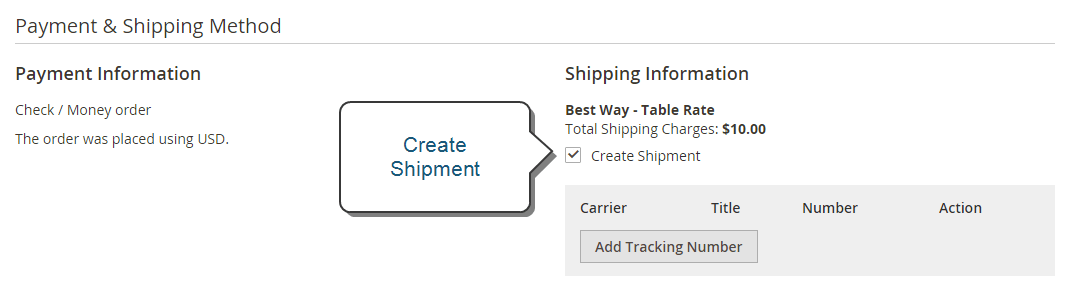 Payment & Shipping Method
Payment Information
Check / Money order
The order was placed using USD.
Create
Shipment
Shipping Information
Best Way - Table Rate
Total Shipping Charges: $10.00
Create Shipment
Carrier Title Number Action
Add Tracking Number